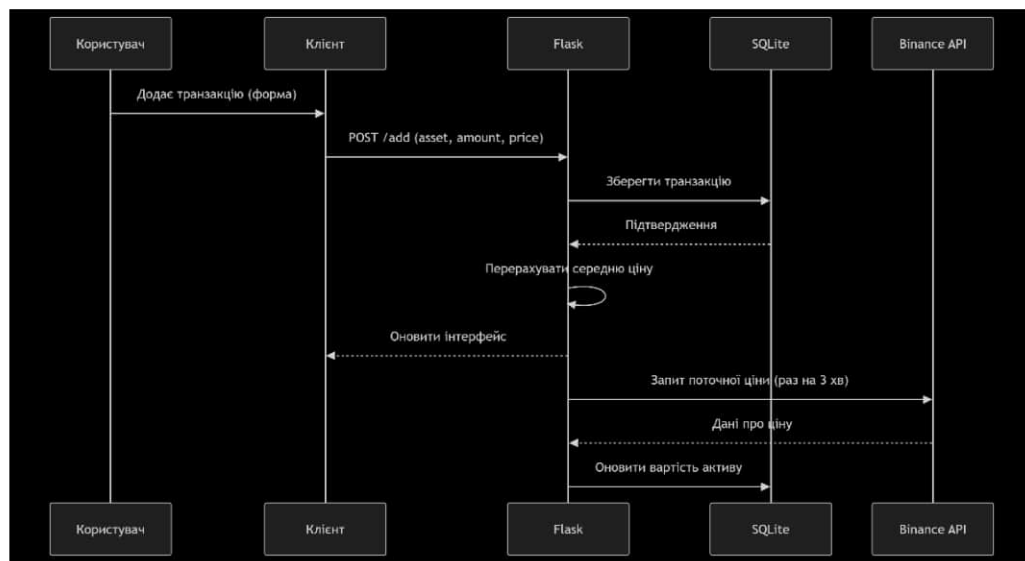 Користувач
Клієнт
Flask
SQLite
Binance API
Додає транзакцію (форма)
POST /add (asset, amount, price)
Зберегти транзакцію
Підтвердження
Перерахувати середню ціну
Оновити інтерфейс
Запит поточної ціни (раз на 3 хв)
Дані про ціну
Оновити вартість активу
Користувач
Клієнт
Flask
SQLite
Binance API